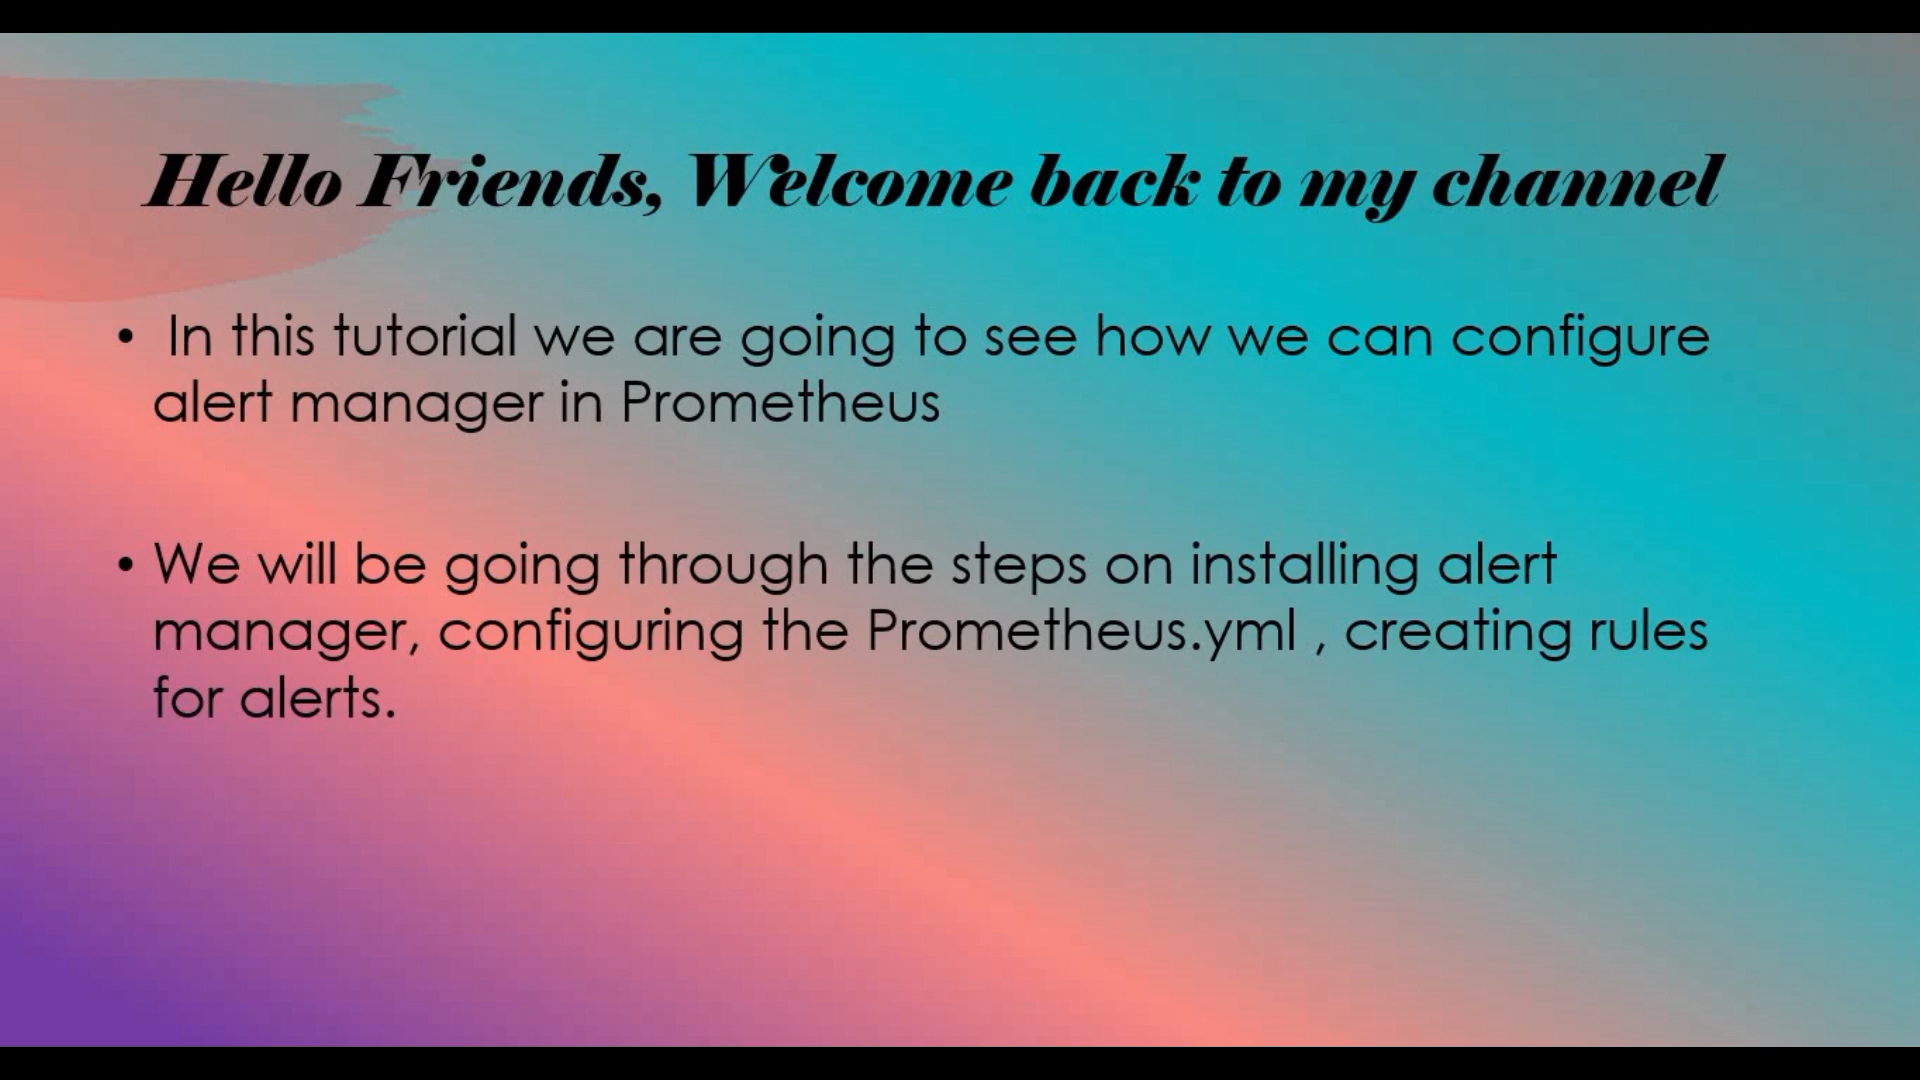 Hello Friends, Welcome back to my channel
• In this tutorial we are going to see how we can configure
alert manager in Prometheus
• We will be going through the steps on installing alert
manager, configuring the Prometheus.yml , creating rules
for alerts.